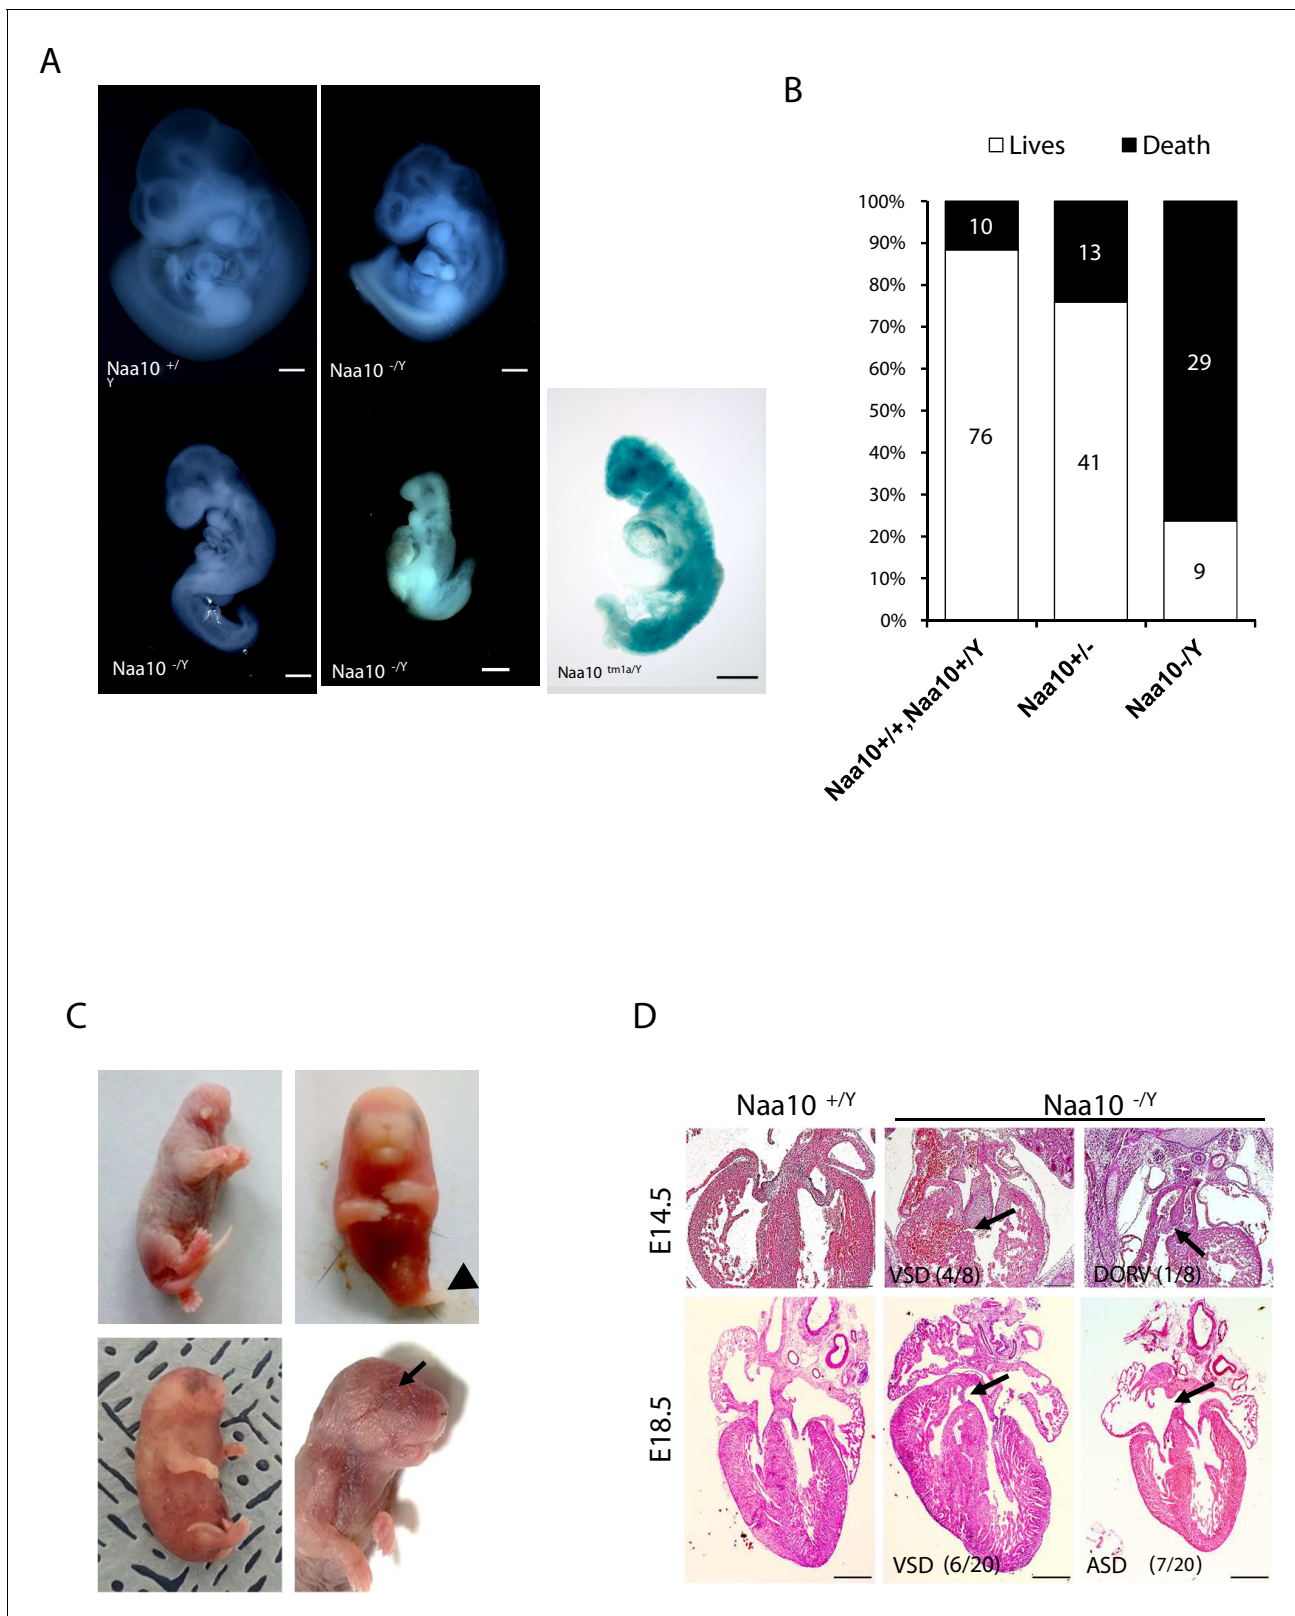 A
Naa10 +/Y
Naa10 -/Y
Naa10 -/Y
Naa10 -/Y
Naa10 tm1a/Y
B
Lives Death
100%
90%
80%
70%
60%
50%
40%
30%
20%
10%
0%
10
76
13
41
29
9
Naa10+/+,Naa10+/Y
Naa10+/-
Naa10-/Y
C
D
Naa10 +/Y
Naa10 -/Y
E14.5
VSD (4/8)
DORV (1/8)
E18.5
VSD (6/20)
ASD (7/20)